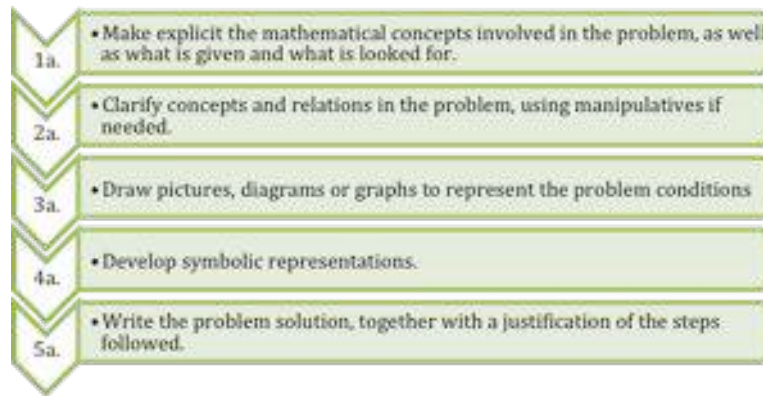 1a.
• Make explicit the mathematical concepts involved in the problem, as well
as what is given and what is looked for.
2a.
• Clarify concepts and relations in the problem, using manipulatives if
needed.
3a.
• Draw pictures, diagrams or graphs to represent the problem conditions
4a.
• Develop symbolic representations.
5a.
• Write the problem solution, together with a justification of the steps
followed.